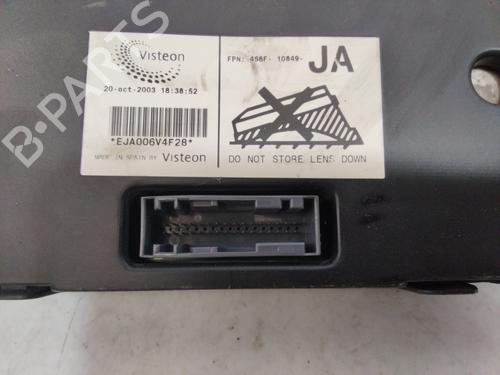 Visteon
FPN: 4S6F- 10849- JA
20-oct-2003 18:38:52
*EJA006V4F28*
MADE IN SPAIN BY Visteon
DO NOT STORE LENS DOWN
B-PARTS